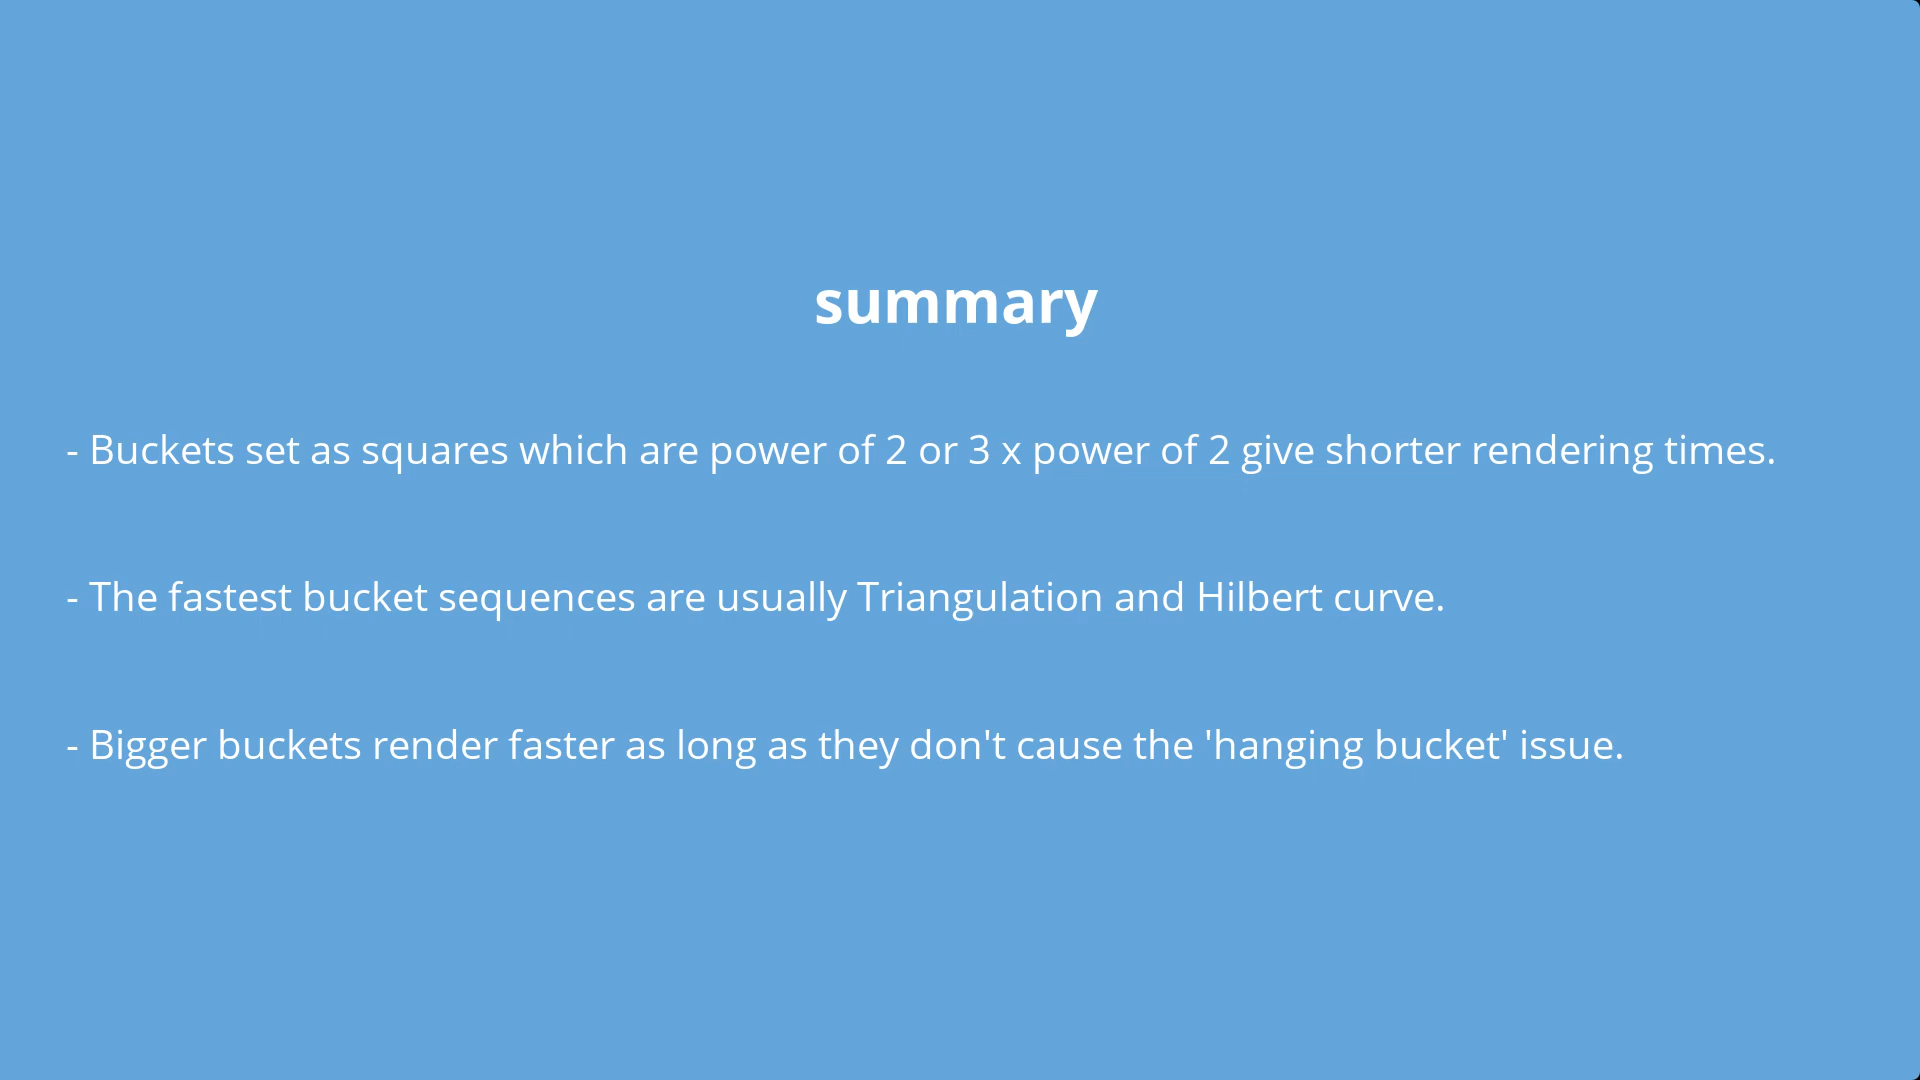 summary
- Buckets set as squares which are power of 2 or 3 x power of 2 give shorter rendering times.
- The fastest bucket sequences are usually Triangulation and Hilbert curve.
- Bigger buckets render faster as long as they don't cause the 'hanging bucket' issue.